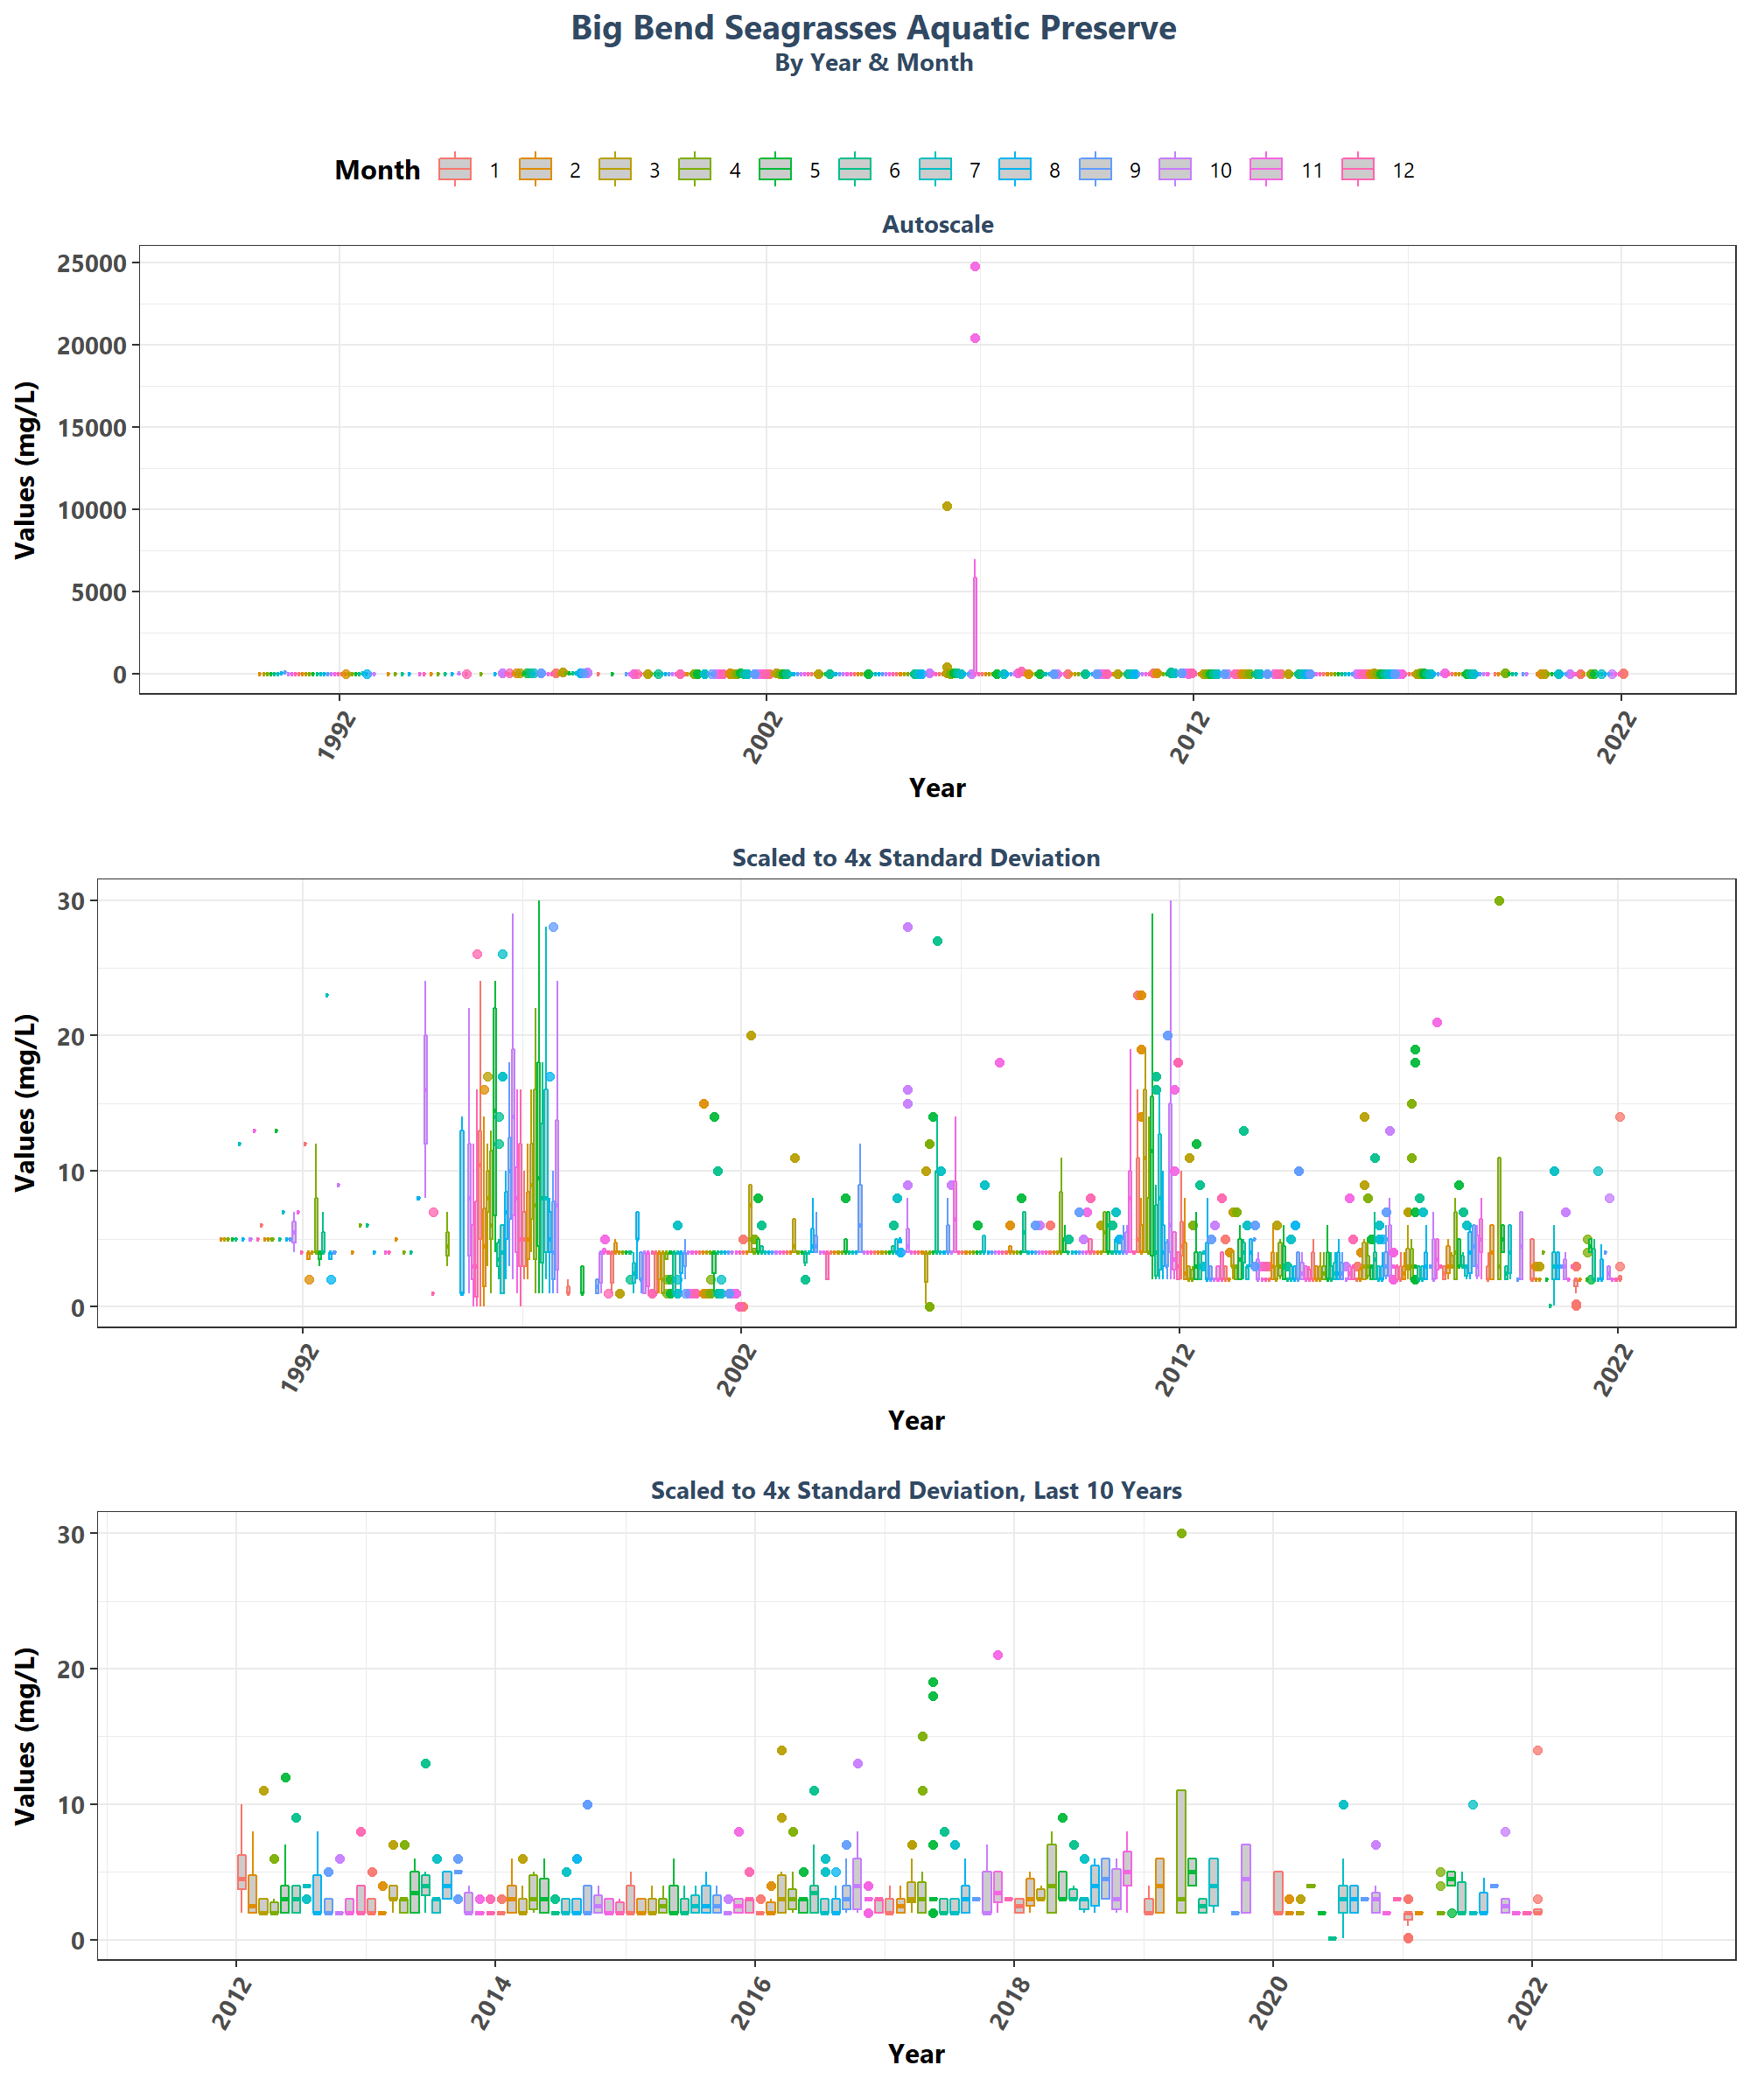 Big Bend Seagrasses Aquatic Preserve
By Year & Month
Month 1 2 3 4 5 6 7 8 9 10 11 12
Autoscale
Values (mg/L)
25000
20000
15000
10000
5000
0
1992 2002 2012 2022
Year
Scaled to 4x Standard Deviation
Values (mg/L)
30
20
10
0
1992 2002 2012 2022
Year
Scaled to 4x Standard Deviation, Last 10 Years
Values (mg/L)
30
20
10
0
2012 2014 2016 2018 2020 2022
Year